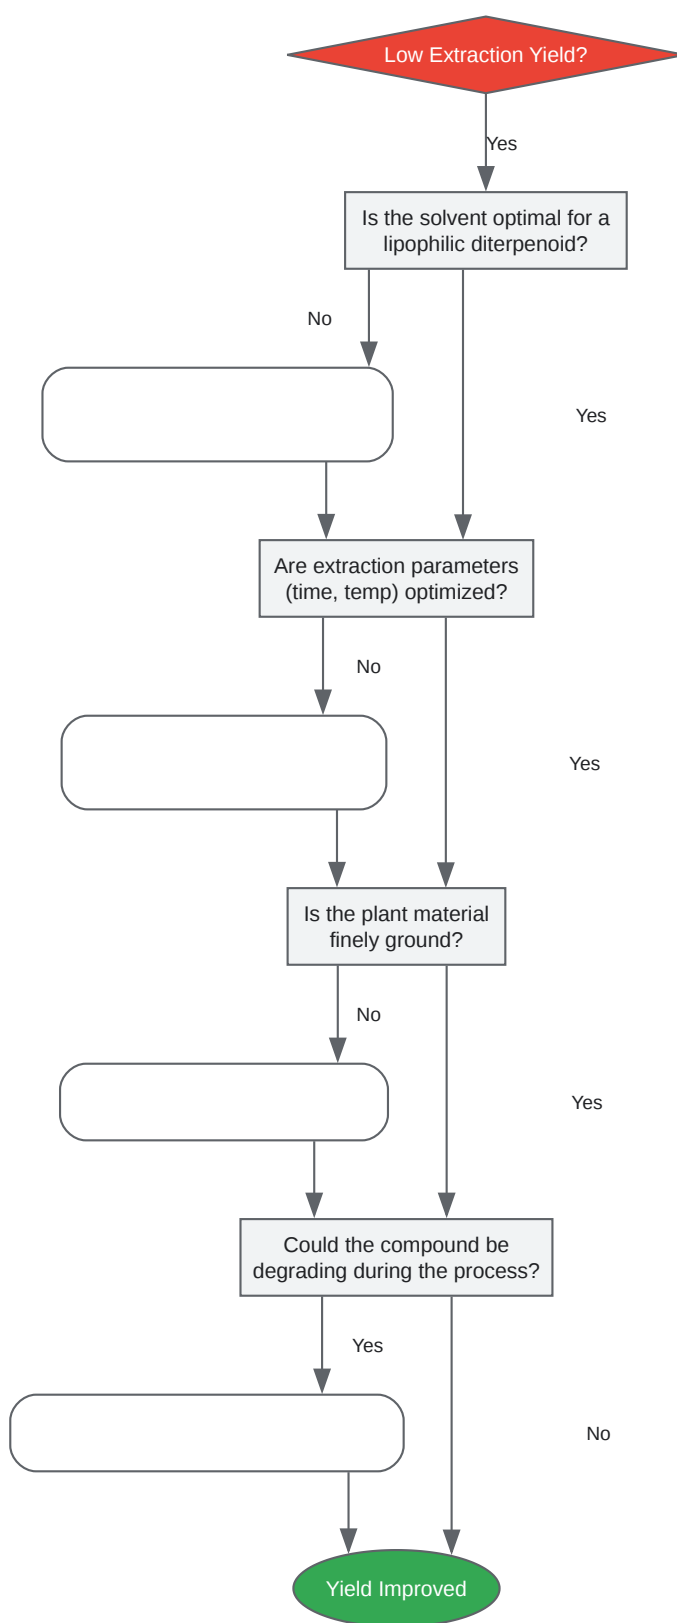 Low Extraction Yield?
Yes
Is the solvent optimal for a
lipophilic diterpenoid?
No
Yes
Are extraction parameters
(time, temp) optimized?
No
Yes
Is the plant material
finely ground?
No
Yes
Could the compound be
degrading during the process?
Yes
No
Yield Improved